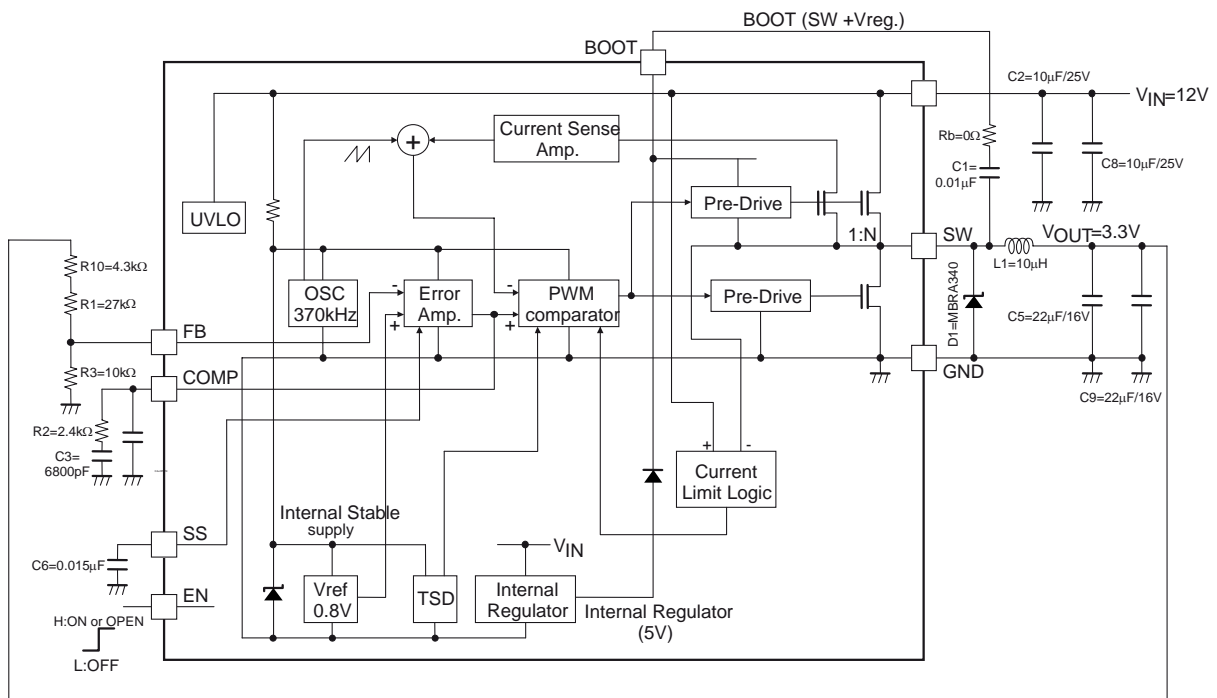 BOOT (SW +Vreg.)
BOOT
C2=10μF/25V
VIN=12V
Rb=0Ω
C1=
0.01μF
C8=10μF/25V
Current Sense
Amp.
+
UVLO
Pre-Drive
1:N
SW
VOUT=3.3V
L1=10μH
R10=4.3kΩ
R1=27kΩ
R3=10kΩ
OSC
370kHz
-
Error
Amp.
+
-
PWM
comparator
+
Pre-Drive
D1=MBRA340
C5=22μF/16V
C9=22μF/16V
FB
COMP
GND
R2=2.4kΩ
C3=
6800pF
+
-
Current
Limit Logic
SS
C6=0.015μF
Internal Stable
supply
VIN
EN
H:ON or OPEN
L:OFF
Vref
0.8V
TSD
Internal
Regulator
Internal Regulator
(5V)